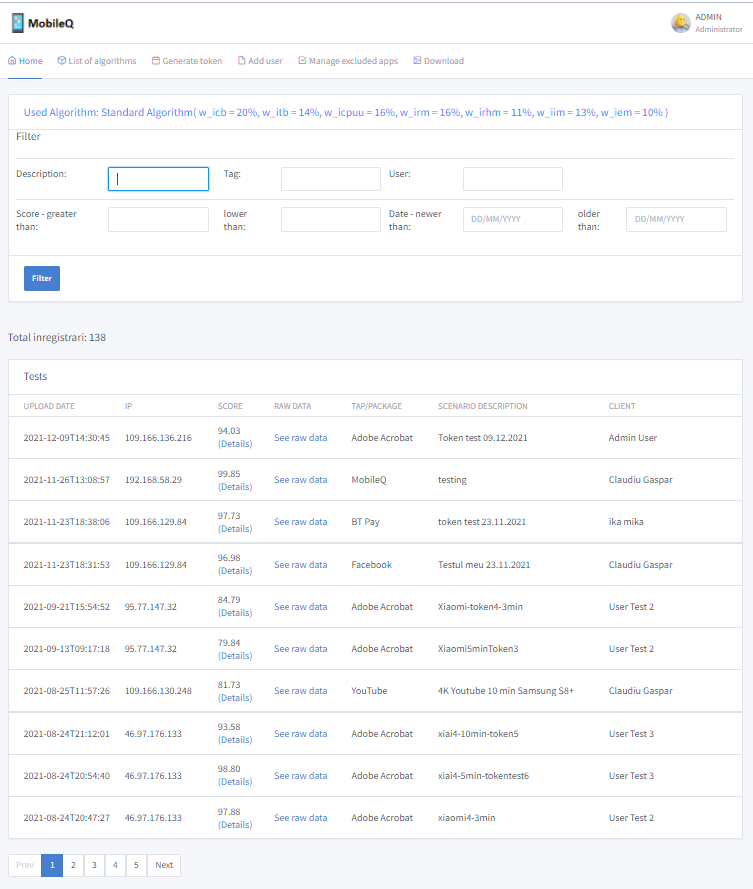 MobileQ
ADMIN
Administrator
Home List of algorithms Generate token Add user Manage excluded apps Download
Used Algorithm: Standard Algorithm( w_icb = 20%, w_itb = 14%, w_icpuu = 16%, w_irm = 16%, w_irhm = 11%, w_iim = 13%, w_iem = 10% )
Filter
Description: Tag: User:
Score - greater than: lower than: Date - newer than: DD/MM/YYYY older than: DD/MM/YYYY
Filter
Total inregistrari: 138
Tests
UPLOAD DATE IP SCORE RAW DATA TAP/PACKAGE SCENARIO DESCRIPTION CLIENT
2021-12-09T14:30:45 109.166.136.216 94.03 (Details) See raw data Adobe Acrobat Token test 09.12.2021 Admin User
2021-11-26T13:08:57 192.168.58.29 99.85 (Details) See raw data MobileQ testing Claudiu Gaspar
2021-11-23T18:38:06 109.166.129.84 97.73 (Details) See raw data BT Pay token test 23.11.2021 ika mika
2021-11-23T18:31:53 109.166.129.84 96.98 (Details) See raw data Facebook Testul meu 23.11.2021 Claudiu Gaspar
2021-09-21T15:54:52 95.77.147.32 84.79 (Details) See raw data Adobe Acrobat Xiaomi-token4-3min User Test 2
2021-09-13T09:17:18 95.77.147.32 79.84 (Details) See raw data Adobe Acrobat Xiaomi5minToken3 User Test 2
2021-08-25T11:57:26 109.166.130.248 81.73 (Details) See raw data YouTube 4K Youtube 10 min Samsung S8+ Claudiu Gaspar
2021-08-24T21:12:01 46.97.176.133 93.58 (Details) See raw data Adobe Acrobat xiai4-10min-token5 User Test 3
2021-08-24T20:54:40 46.97.176.133 98.80 (Details) See raw data Adobe Acrobat xiai4-5min-tokentest6 User Test 3
2021-08-24T20:47:27 46.97.176.133 97.88 (Details) See raw data Adobe Acrobat xiaomi4-3min User Test 2
Prev 1 2 3 4 5 Next